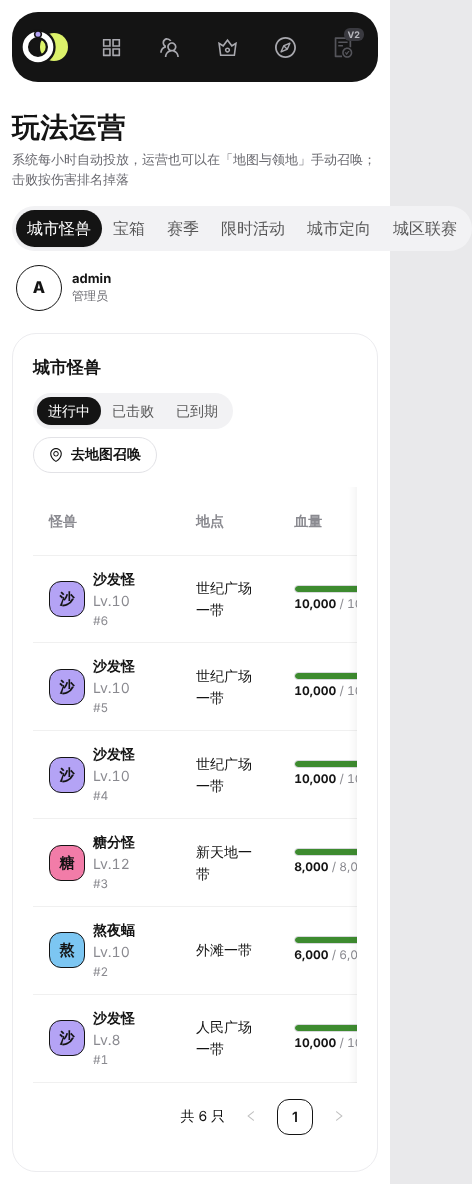 V2
玩法运营
系统每小时自动投放，运营也可以在「地图与领地」手动召唤；
击败按伤害排名掉落
城市怪兽 宝箱 赛季 限时活动 城市定向 城区联赛
A
admin
管理员
城市怪兽
进行中 已击败 已到期
去地图召唤
怪兽 地点 血量
沙
沙发怪
Lv.10
#6
世纪广场
一带
10,000 / 10
沙
沙发怪
Lv.10
#5
世纪广场
一带
10,000 / 10
沙
沙发怪
Lv.10
#4
世纪广场
一带
10,000 / 10
糖
糖分怪
Lv.12
#3
新天地一
带
8,000 / 8,0
熬
熬夜蝠
Lv.10
#2
外滩一带
6,000 / 6,0
沙
沙发怪
Lv.8
#1
人民广场
一带
10,000 / 10
共 6 只 1